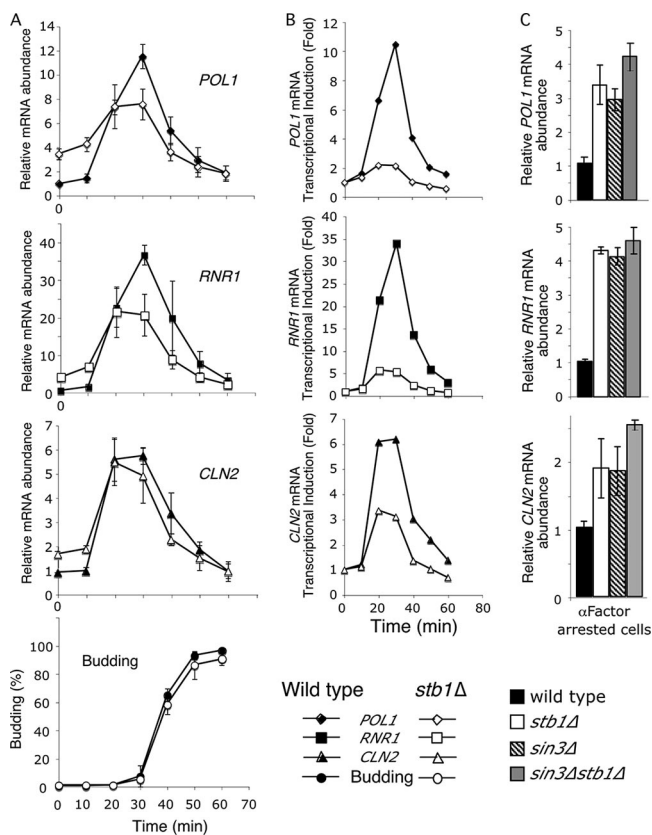 A
B
C
Relative mRNA abundance
14
12
10
8
6
4
2
0
0
POL1
POL1 mRNA
Transcriptional Induction (Fold)
12
10
8
6
4
2
0
Relative POL1 mRNA
abundance
5
4
3
2
1
0
Relative mRNA abundance
40
30
20
10
0
0
RNR1
RNR1 mRNA
Transcriptional Induction (Fold)
40
35
30
25
20
15
10
5
0
Relative RNR1 mRNA
abundance
5
4
3
2
1
0
Relative mRNA abundance
7
6
5
4
3
2
1
0
0
CLN2
CLN2 mRNA
Transcriptional Induction (Fold)
7
6
5
4
3
2
1
0
0
20
40
60
80
Time (min)
Relative CLN2 mRNA
abundance
2
1
0
αFactor
arrested cells
Budding (%)
100
80
60
40
20
0
Budding
0
10
20
30
40
50
60
70
Time (min)
Wild type stb1Δ
POL1
RNR1
CLN2
Budding
wild type
stb1Δ
sin3Δ
sin3Δstb1Δ